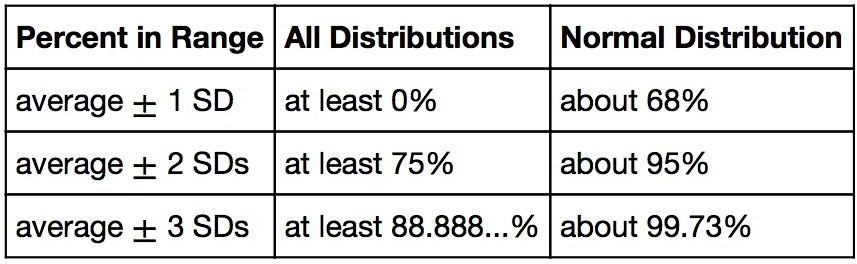 Percent in Range All Distributions Normal Distribution
average ± 1 SD at least 0% about 68%
average ± 2 SDs at least 75% about 95%
average ± 3 SDs at least 88.888...% about 99.73%